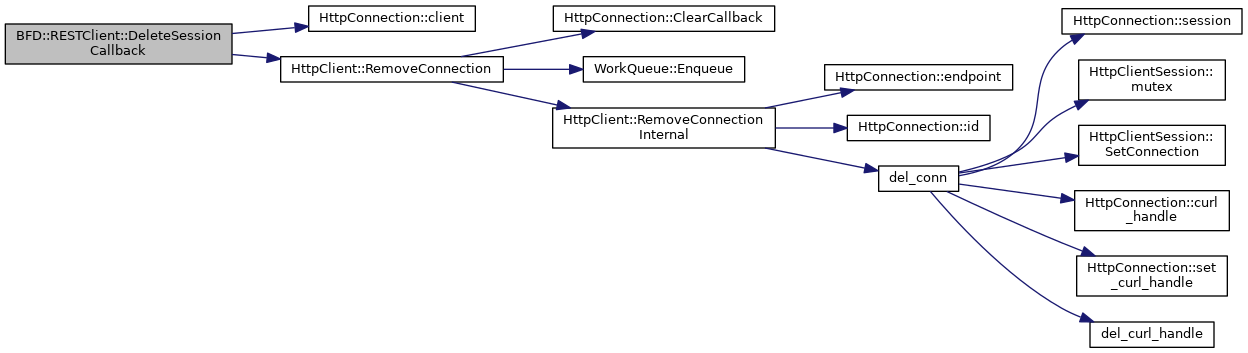 BFD::RESTClient::DeleteSession
Callback
HttpConnection::client
HttpClient::RemoveConnection
HttpConnection::ClearCallback
WorkQueue::Enqueue
HttpClient::RemoveConnection
Internal
HttpConnection::endpoint
HttpConnection::id
del_conn
HttpConnection::session
HttpClientSession::
mutex
HttpClientSession::
SetConnection
HttpConnection::curl
_handle
HttpConnection::set
_curl_handle
del_curl_handle